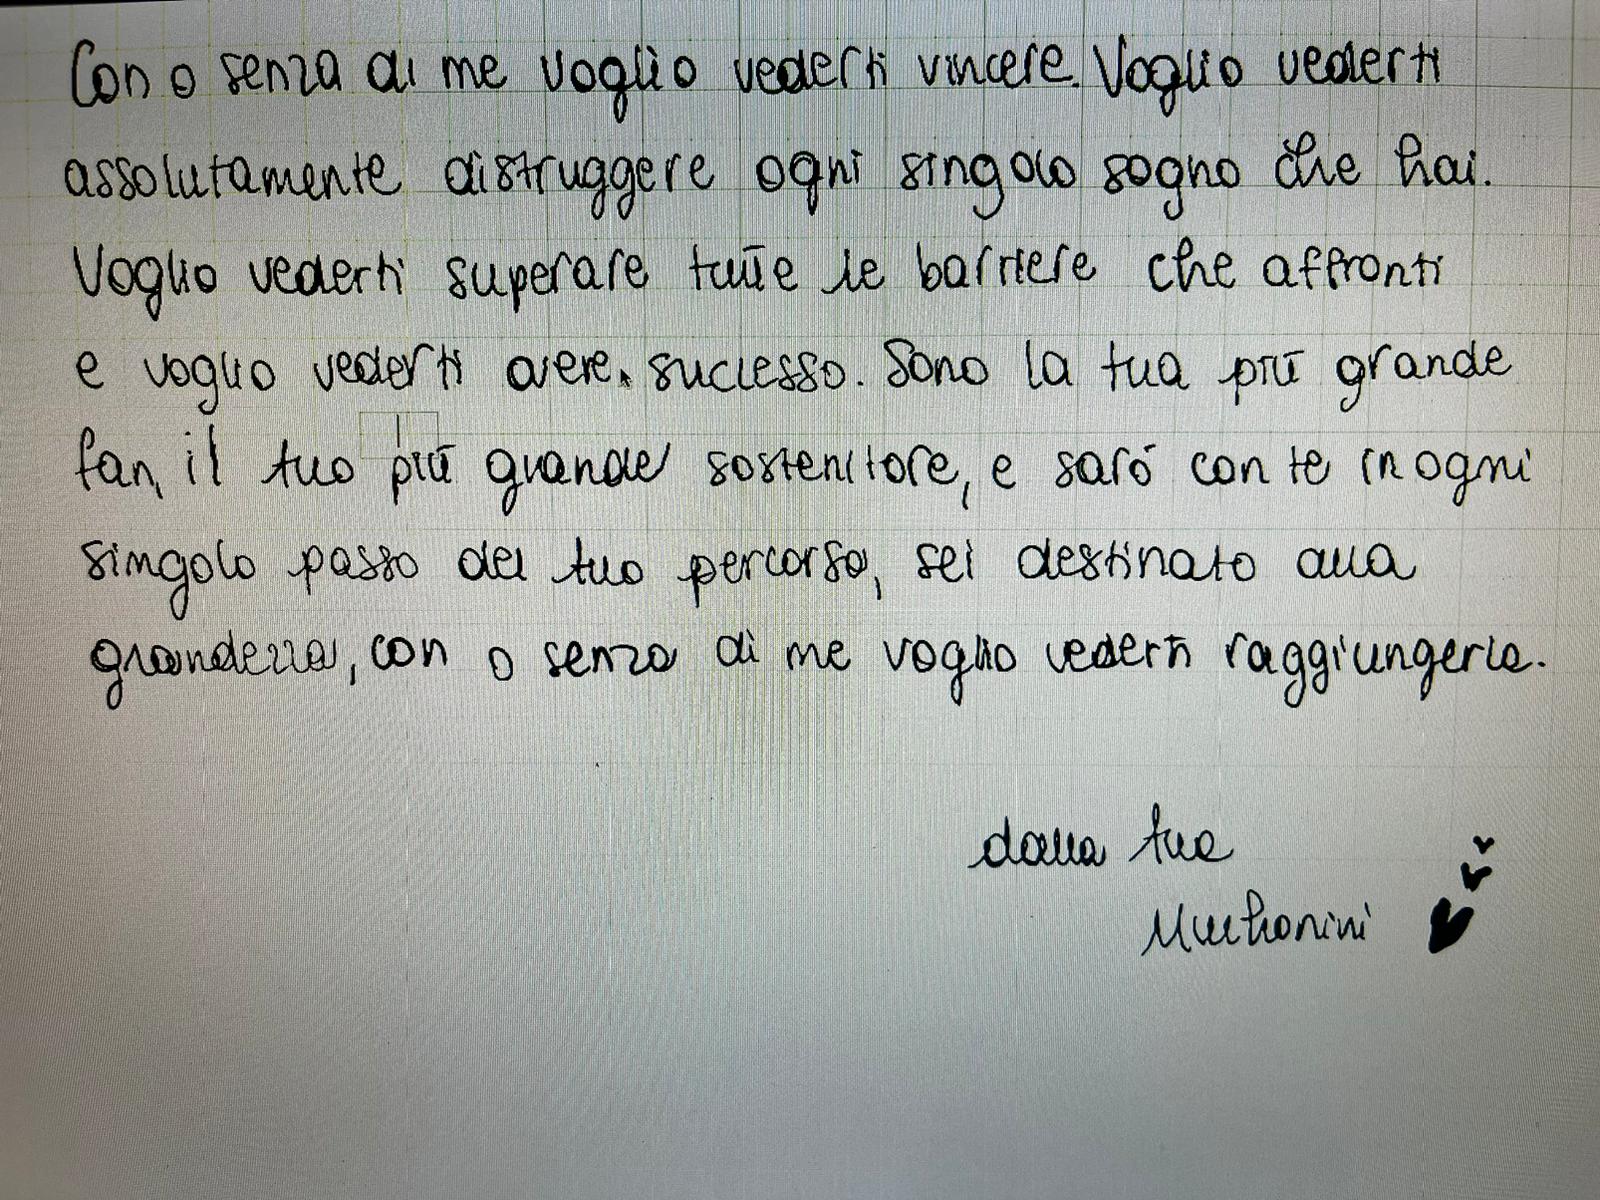 Con o senza di me voglio vederti vincere. Voglio vederti
assolutamente distruggere ogni singolo sogno che hai.
Voglio vederti superare tutte le barriere che affronti
e voglio vederti avere successo. Sono la tua più grande
fan, il tuo più grande sostenitore, e sarò con te in ogni
singolo passo del tuo percorso, sei destinato alla
grandezza, con o senza di me voglio vederti raggiungerla.
dalla tua